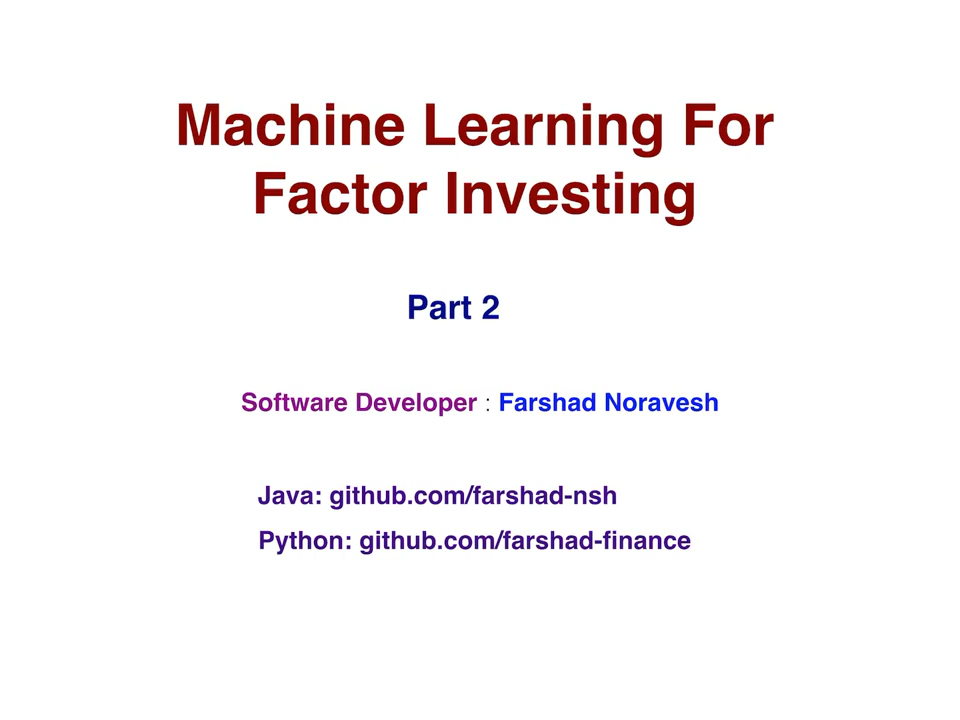 Machine Learning For
Factor Investing
Part 2
Software Developer : Farshad Noravesh
Java: github.com/farshad-nsh
Python: github.com/farshad-finance